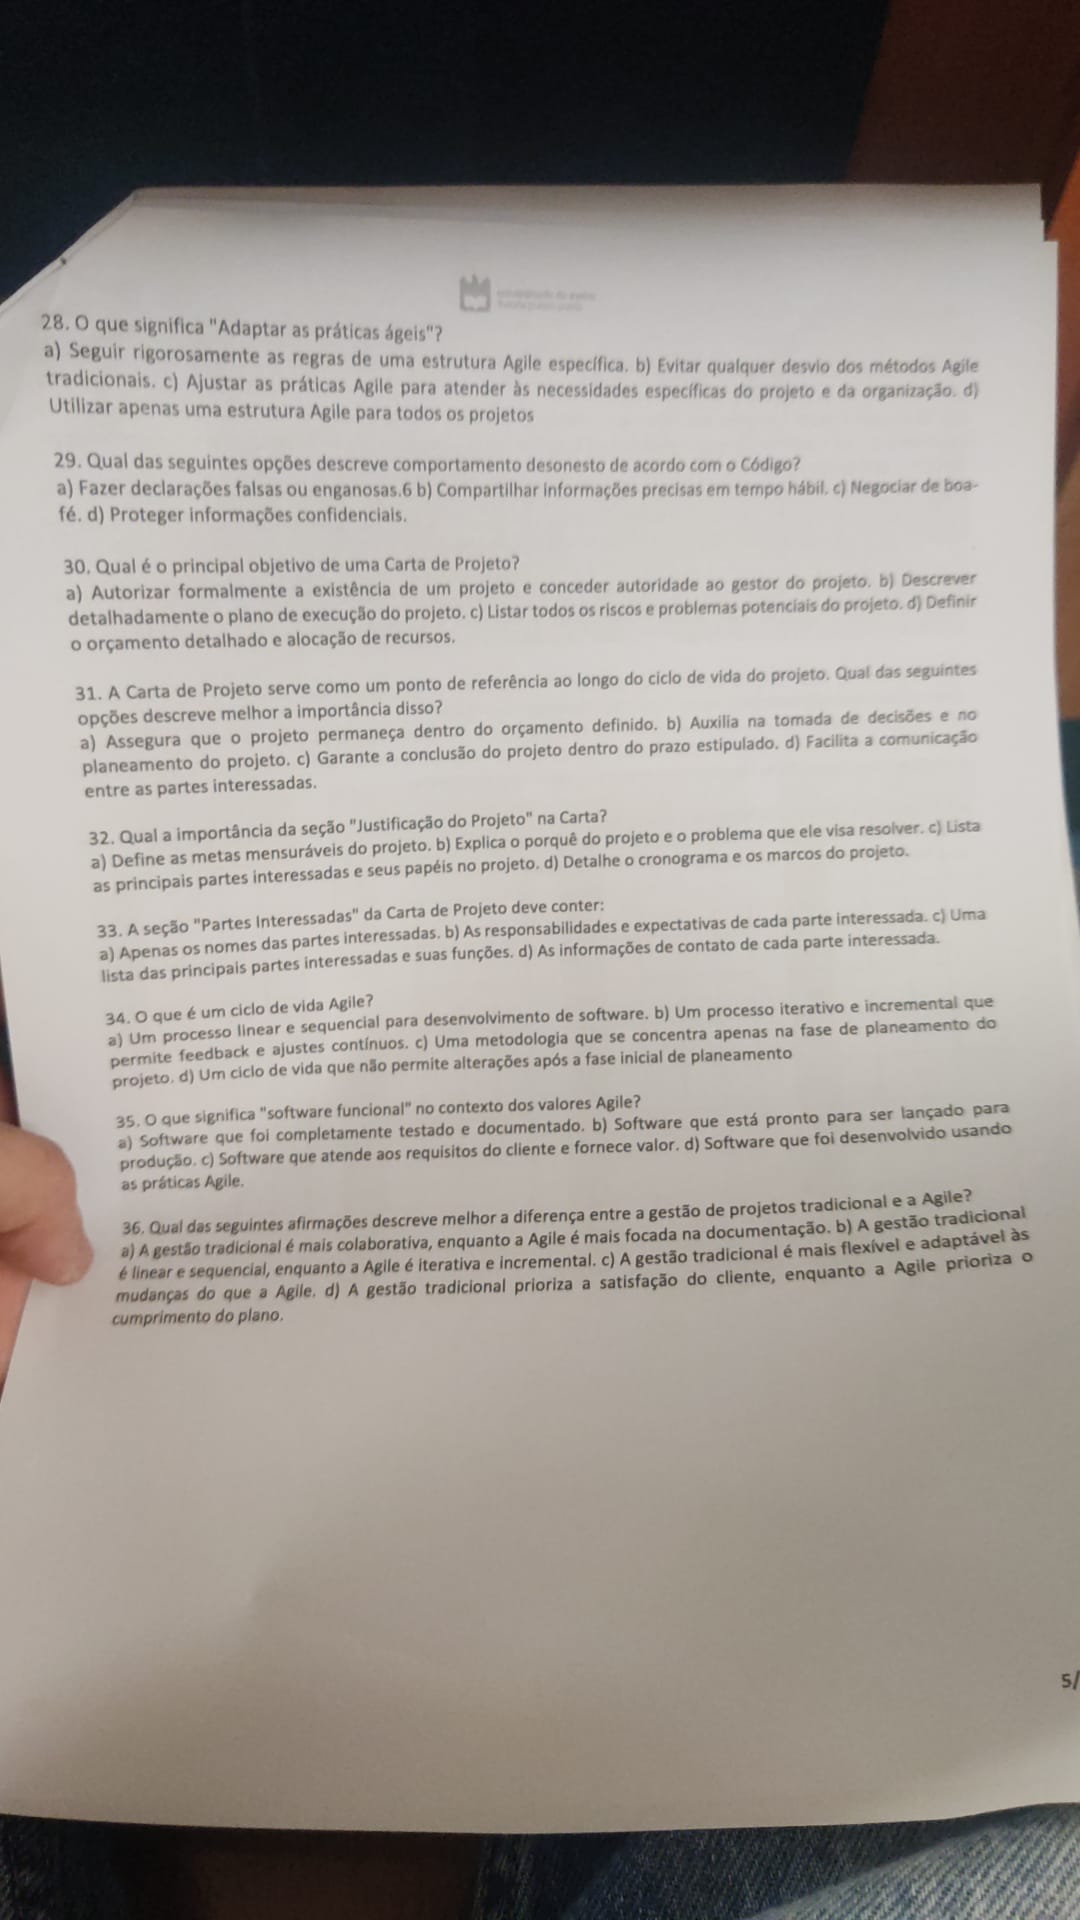 28. O que significa "Adaptar as práticas ágeis"?
a) Seguir rigorosamente as regras de uma estrutura Agile específica. b) Evitar qualquer desvio dos métodos Agile
tradicionais. c) Ajustar as práticas Agile para atender às necessidades específicas do projeto e da organização. d)
Utilizar apenas uma estrutura Agile para todos os projetos
29. Qual das seguintes opções descreve comportamento desonesto de acordo com o Código?
a) Fazer declarações falsas ou enganosas.6 b) Compartilhar informações precisas em tempo hábil. c) Negociar de boa-
fé. d) Proteger informações confidenciais.
30. Qual é o principal objetivo de uma Carta de Projeto?
a) Autorizar formalmente a existência de um projeto e conceder autoridade ao gestor do projeto. b) Descrever
detalhadamente o plano de execução do projeto. c) Listar todos os riscos e problemas potenciais do projeto. d) Definir
o orçamento detalhado e alocação de recursos.
31. A Carta de Projeto serve como um ponto de referência ao longo do ciclo de vida do projeto. Qual das seguintes
opções descreve melhor a importância disso?
a) Assegura que o projeto permaneça dentro do orçamento definido. b) Auxilia na tomada de decisões e no
planeamento do projeto. c) Garante a conclusão do projeto dentro do prazo estipulado. d) Facilita a comunicação
entre as partes interessadas.
32. Qual a importância da seção "Justificação do Projeto" na Carta?
a) Define as metas mensuráveis do projeto. b) Explica o porquê do projeto e o problema que ele visa resolver. c) Lista
as principais partes interessadas e seus papéis no projeto. d) Detalhe o cronograma e os marcos do projeto.
33. A seção "Partes Interessadas" da Carta de Projeto deve conter:
a) Apenas os nomes das partes interessadas. b) As responsabilidades e expectativas de cada parte interessada. c) Uma
lista das principais partes interessadas e suas funções. d) As informações de contato de cada parte interessada.
34. O que é um ciclo de vida Agile?
a) Um processo linear e sequencial para desenvolvimento de software. b) Um processo iterativo e incremental que
permite feedback e ajustes contínuos. c) Uma metodologia que se concentra apenas na fase de planeamento do
projeto. d) Um ciclo de vida que não permite alterações após a fase inicial de planeamento
35. O que significa "software funcional" no contexto dos valores Agile?
a) Software que foi completamente testado e documentado. b) Software que está pronto para ser lançado para
produção. c) Software que atende aos requisitos do cliente e fornece valor. d) Software que foi desenvolvido usando
as práticas Agile.
36. Qual das seguintes afirmações descreve melhor a diferença entre a gestão de projetos tradicional e a Agile?
a) A gestão tradicional é mais colaborativa, enquanto a Agile é mais focada na documentação. b) A gestão tradicional
é linear e sequencial, enquanto a Agile é iterativa e incremental. c) A gestão tradicional é mais flexível e adaptável às
mudanças do que a Agile. d) A gestão tradicional prioriza a satisfação do cliente, enquanto a Agile prioriza o
cumprimento do plano.
5/